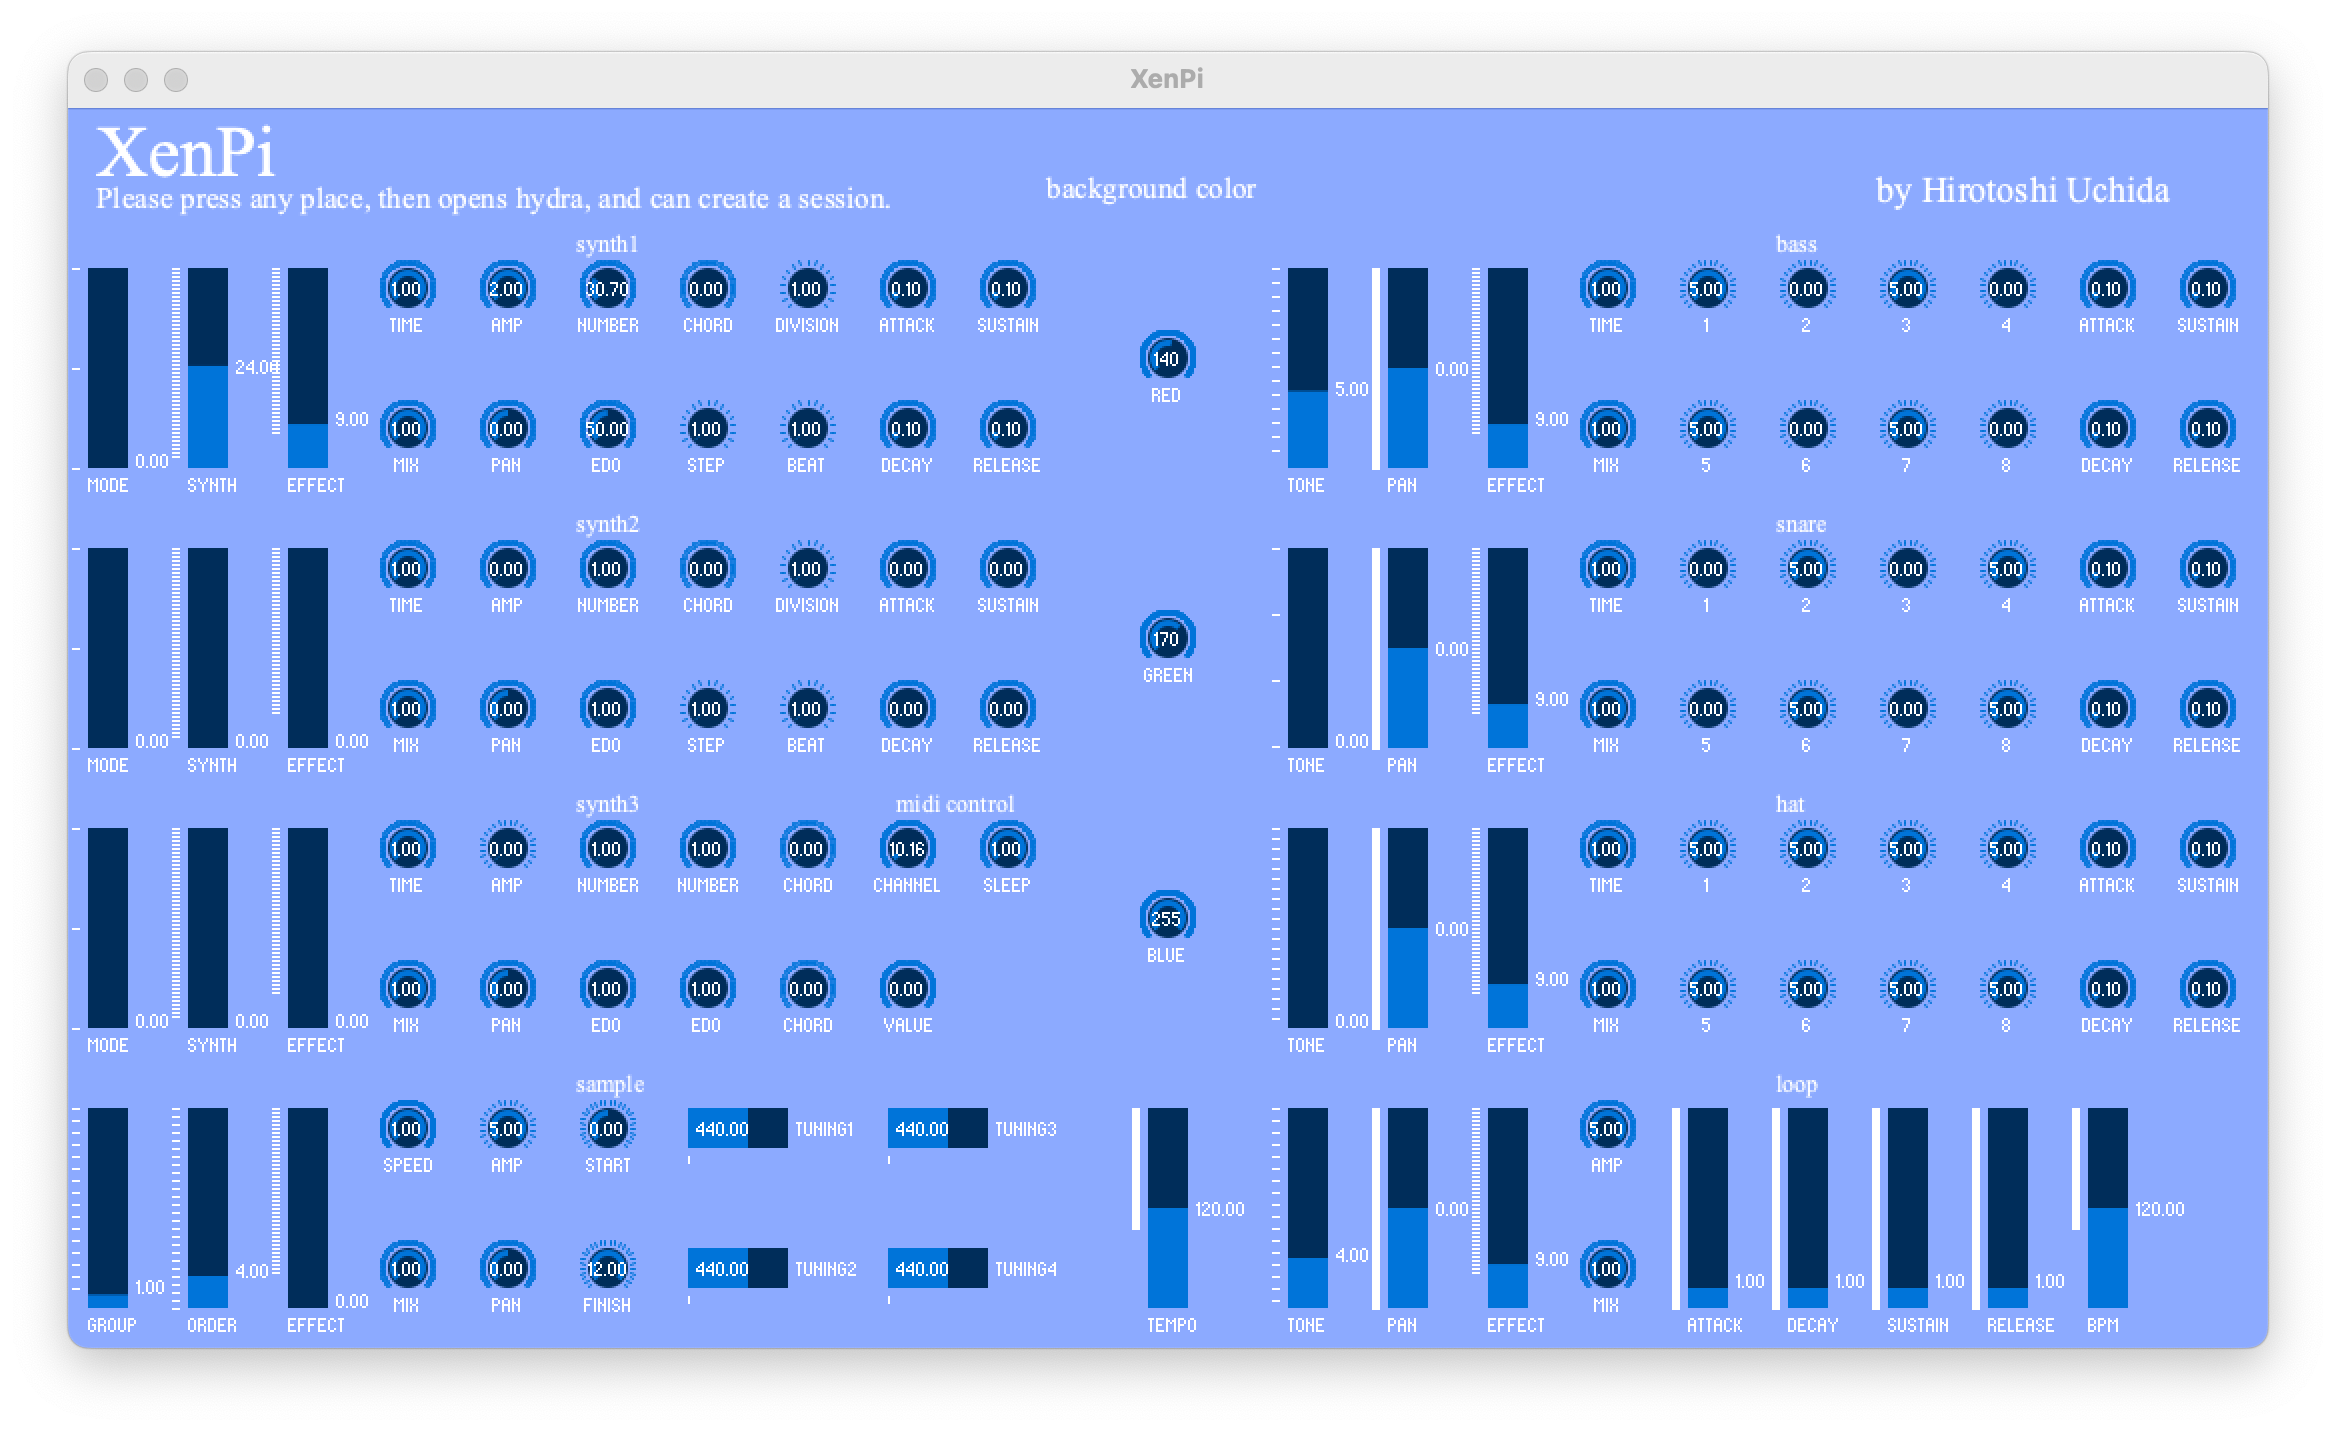 XenPi
XenPi
Please press any place, then opens hydra, and can create a session.
background color
by Hirotoshi Uchida
synth1
bass
1.00 2.00 30.70 0.00 1.00 0.10 0.10
TIME AMP NUMBER CHORD DIVISION ATTACK SUSTAIN
24.00
9.00
0.00
1.00 0.00 50.00 1.00 1.00 0.10 0.10
MIX PAN EDO STEP BEAT DECAY RELEASE
MODE SYNTH EFFECT
140
RED
5.00 0.00 9.00
TONE PAN EFFECT
1.00 5.00 0.00 5.00 0.00 0.10 0.10
TIME 1 2 3 4 ATTACK SUSTAIN
1.00 5.00 0.00 5.00 0.00 0.10 0.10
MIX 5 6 7 8 DECAY RELEASE
synth2
snare
1.00 0.00 1.00 0.00 1.00 0.00 0.00
TIME AMP NUMBER CHORD DIVISION ATTACK SUSTAIN
1.00 0.00 1.00 1.00 1.00 0.00 0.00
MIX PAN EDO STEP BEAT DECAY RELEASE
0.00 0.00 0.00
MODE SYNTH EFFECT
170
GREEN
0.00 0.00 9.00
TONE PAN EFFECT
1.00 0.00 5.00 0.00 5.00 0.10 0.10
TIME 1 2 3 4 ATTACK SUSTAIN
1.00 0.00 5.00 0.00 5.00 0.10 0.10
MIX 5 6 7 8 DECAY RELEASE
synth3
midi control
hat
1.00 0.00 1.00 1.00 0.00 10.16 1.00
TIME AMP NUMBER NUMBER CHORD CHANNEL SLEEP
1.00 0.00 1.00 1.00 0.00 0.00
MIX PAN EDO EDO CHORD VALUE
0.00 0.00 0.00
MODE SYNTH EFFECT
255
BLUE
0.00 0.00 9.00
TONE PAN EFFECT
1.00 5.00 5.00 5.00 5.00 0.10 0.10
TIME 1 2 3 4 ATTACK SUSTAIN
1.00 5.00 5.00 5.00 5.00 0.10 0.10
MIX 5 6 7 8 DECAY RELEASE
sample
loop
1.00 5.00 0.00 440.00 TUNING1 440.00 TUNING3
SPEED AMP START
1.00 0.00 12.00 440.00 TUNING2 440.00 TUNING4
MIX PAN FINISH
1.00 4.00 0.00
GROUP ORDER EFFECT
120.00
TEMPO
4.00 0.00 9.00
TONE PAN EFFECT
5.00
AMP
1.00
MIX
1.00 1.00 1.00 1.00 120.00
ATTACK DECAY SUSTAIN RELEASE BPM